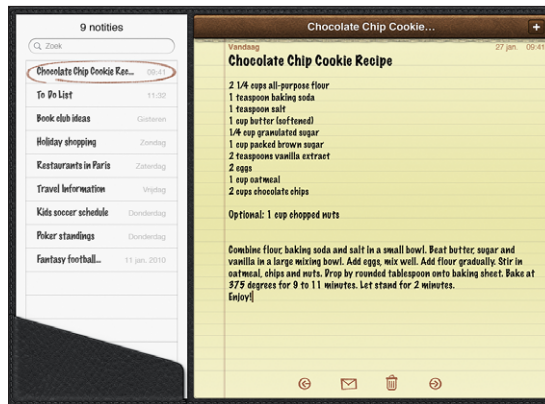 9 notities
Zoek
Chocolate Chip Cookie Rec... 09:41
To Do List 11:32
Book club ideas Gisteren
Holiday shopping Zondag
Restaurants in Paris Zaterdag
Travel Information Vrijdag
Kids soccer schedule Donderdag
Poker standings Donderdag
Fantasy football... 11 jan. 2010
Chocolate Chip Cookie... +
Vandaag 27 jan. 09:41
Chocolate Chip Cookie Recipe
2 1/4 cups all-purpose flour
1 teaspoon baking soda
1 teaspoon salt
1 cup butter (softened)
1/4 cup granulated sugar
1 cup packed brown sugar
2 teaspoons vanilla extract
2 eggs
1 cup oatmeal
2 cups chocolate chips
Optional: 1 cup chopped nuts
Combine flour, baking soda and salt in a small bowl. Beat butter, sugar and
vanilla in a large mixing bowl. Add eggs, mix well. Add flour gradually. Stir in
oatmeal, chips and nuts. Drop by rounded tablespoon onto baking sheet. Bake at
375 degrees for 9 to 11 minutes. Let stand for 2 minutes.
Enjoy!